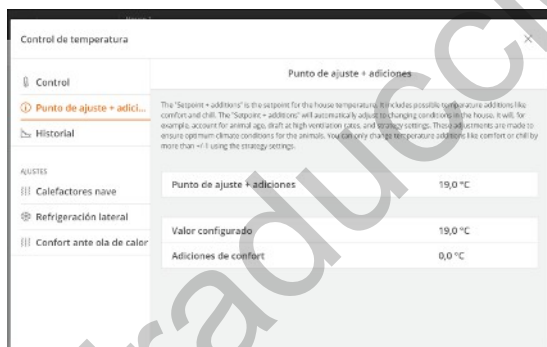 Control de temperatura
Control
Punto de ajuste + adici...
Historial
AJUSTES
Calefactores nave
Refrigeración lateral
Confort ante ola de calor
Punto de ajuste + adiciones
The "Setpoint + additions" is the setpoint for the house temperature. It includes possible temperature additions like
comfort and chill. The "Setpoint + additions" will automatically adjust to changing conditions in the house. It will, for
example, account for animal age, draft at high ventilation rates, and strategy settings. These adjustments are made to
ensure optimum climate conditions for the animals. You can only change temperature additions like comfort or chill by
more than +/-1 using the strategy settings.
Punto de ajuste + adiciones 19,0 °C
Valor configurado 19,0 °C
Adiciones de confort 0,0 °C